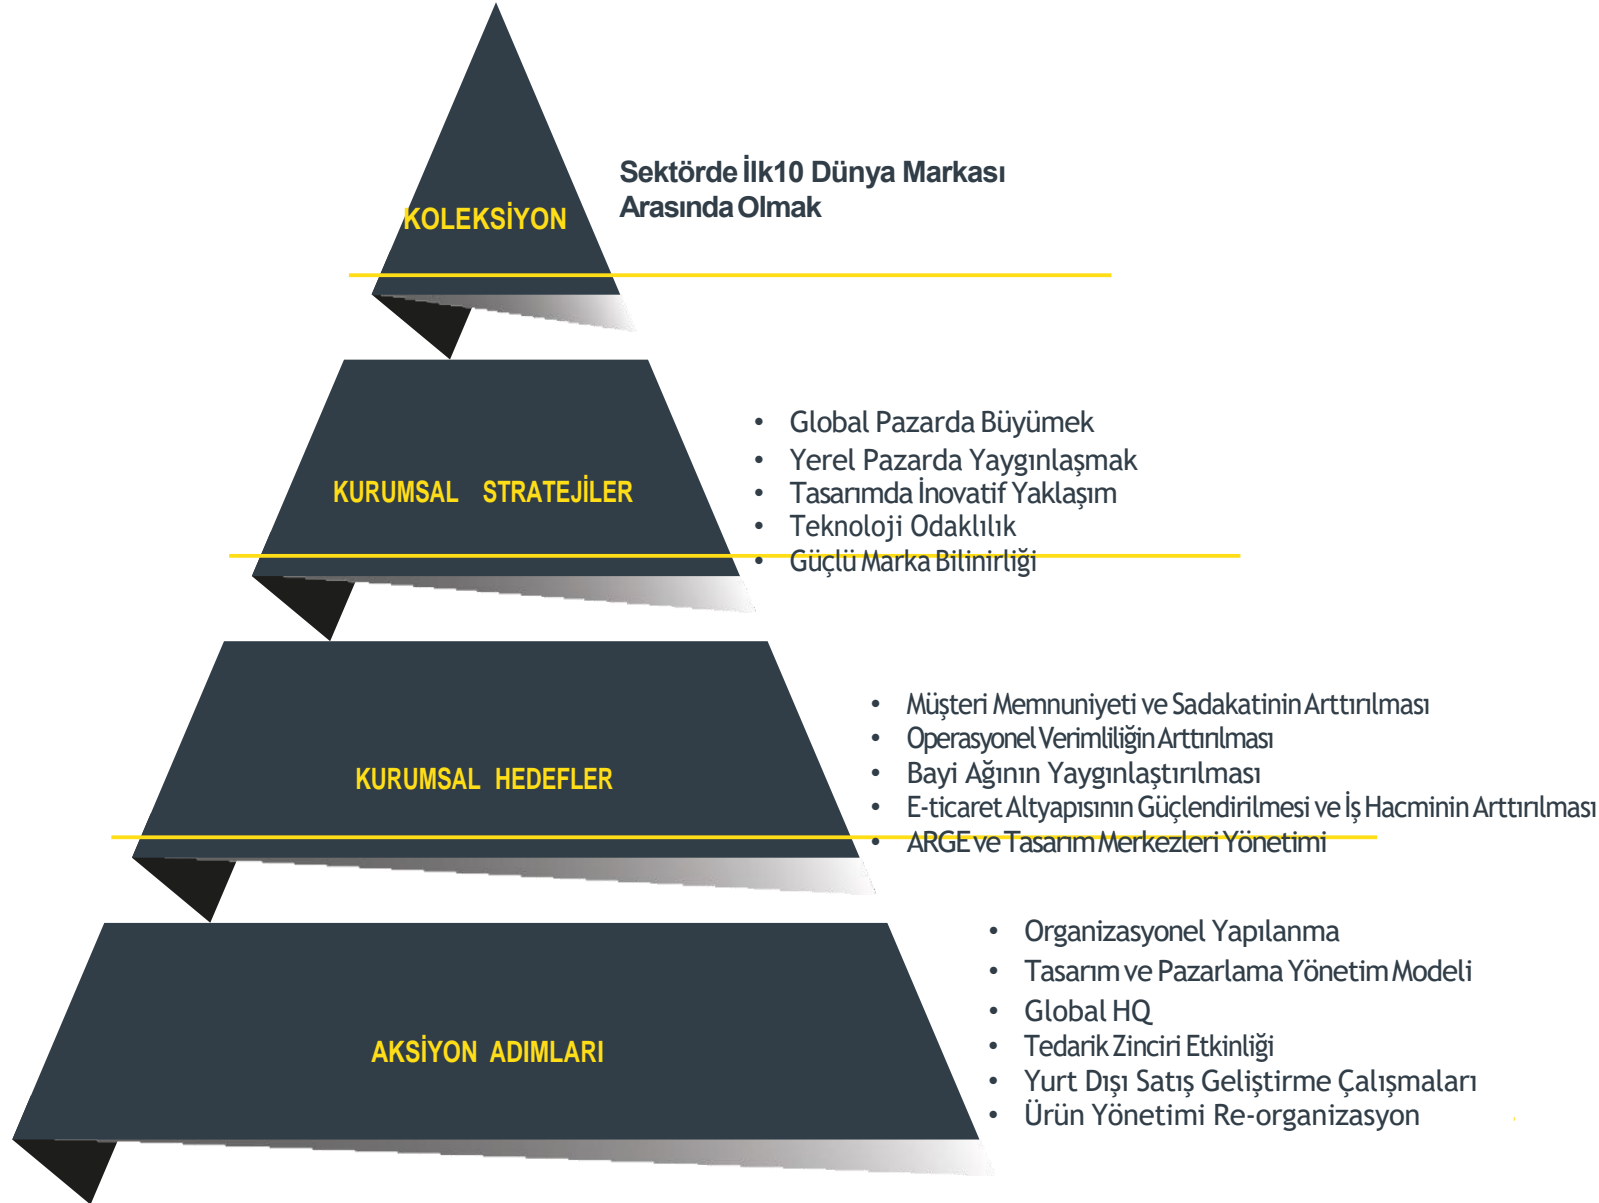 KOLEKSİYON
Sektörde İlk10 Dünya Markası
Arasında Olmak
KURUMSAL STRATEJİLER
• Global Pazarda Büyümek
• Yerel Pazarda Yaygınlaşmak
• Tasarımda İnovatif Yaklaşım
• Teknoloji Odaklılık
• Güçlü Marka Bilinirliği
KURUMSAL HEDEFLER
• Müşteri Memnuniyeti ve Sadakatinin Arttırılması
• Operasyonel Verimliliğin Arttırılması
• Bayi Ağının Yaygınlaştırılması
• E-ticaret Altyapısının Güçlendirilmesi ve İş Hacminin Arttırılması
• ARGE ve Tasarım Merkezleri Yönetimi
AKSİYON ADIMLARI
• Organizasyonel Yapılanma
• Tasarım ve Pazarlama Yönetim Modeli
• Global HQ
• Tedarik Zinciri Etkinliği
• Yurt Dışı Satış Geliştirme Çalışmaları
• Ürün Yönetimi Re-organizasyon